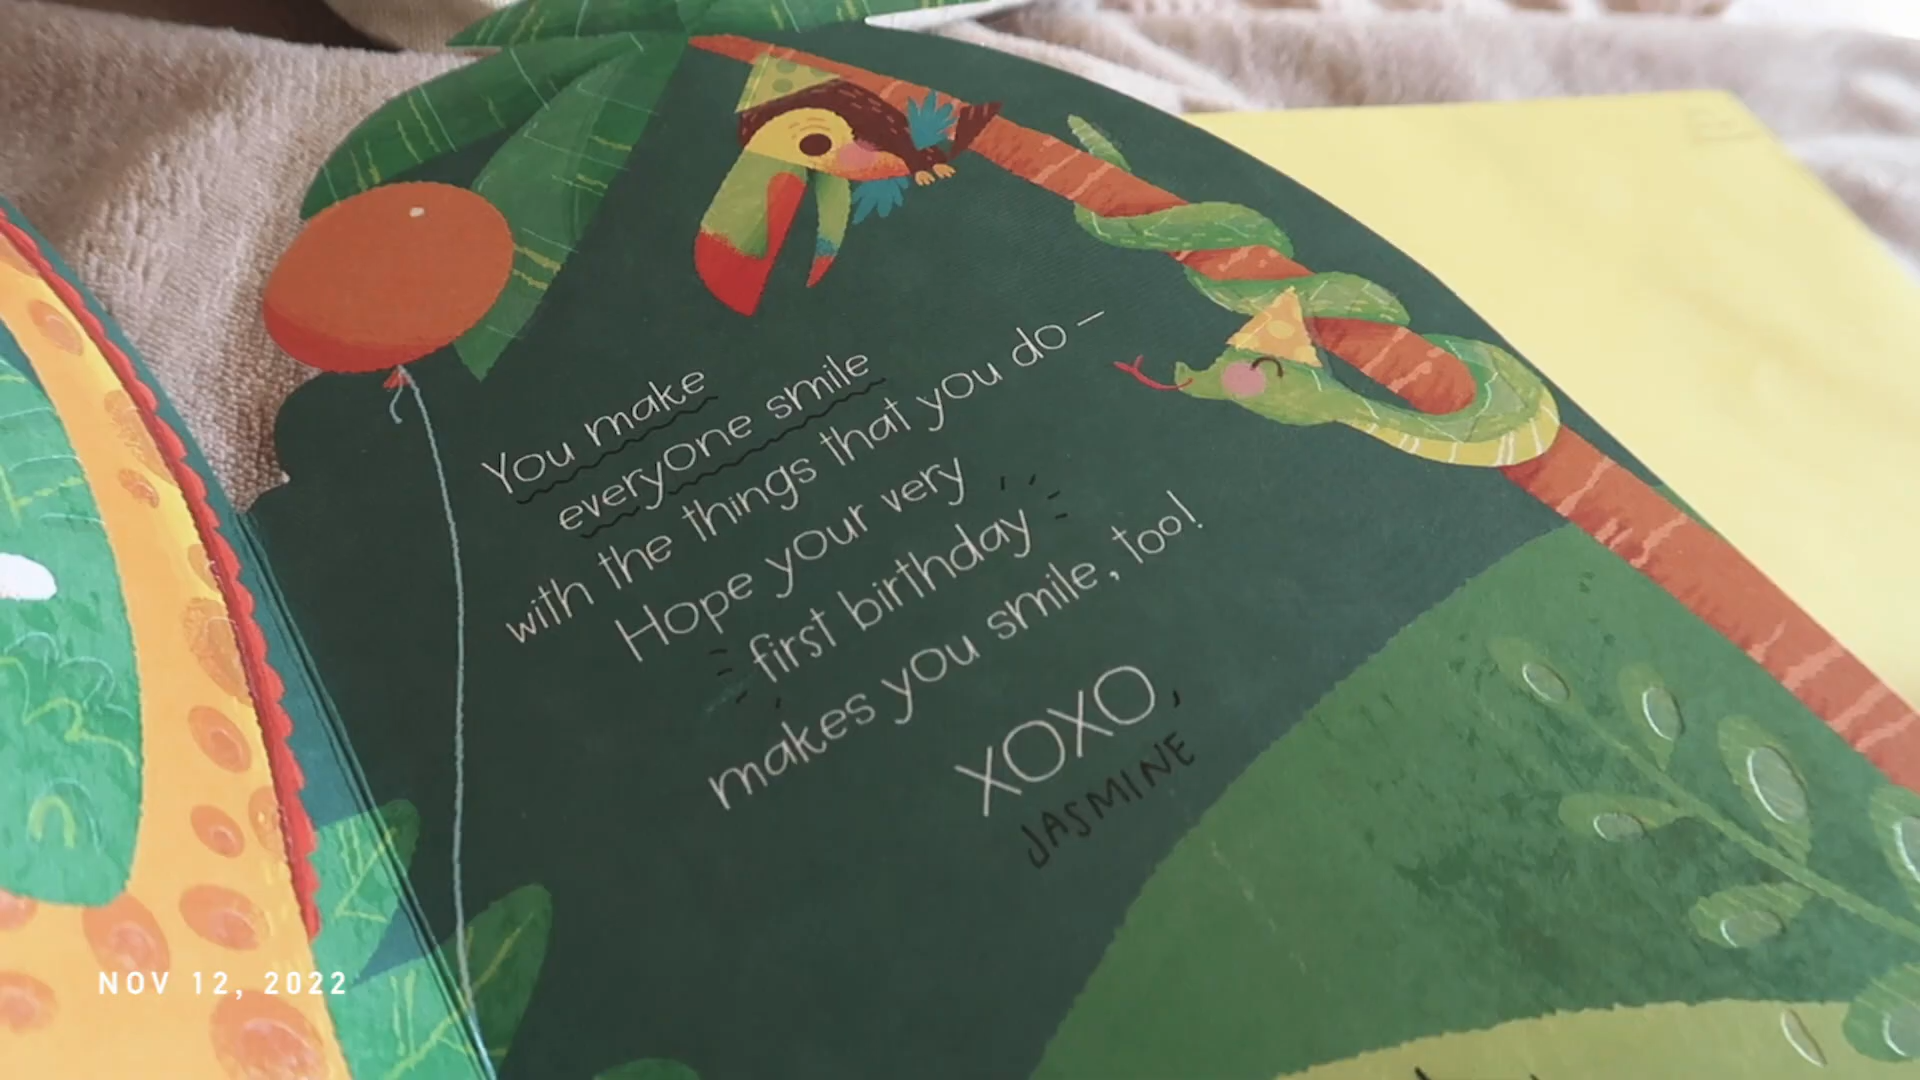 You make
everyone smile
with the things that you do –
Hope your very
first birthday
makes you smile, too!
XOXO,
JASMINE
NOV 12, 2022